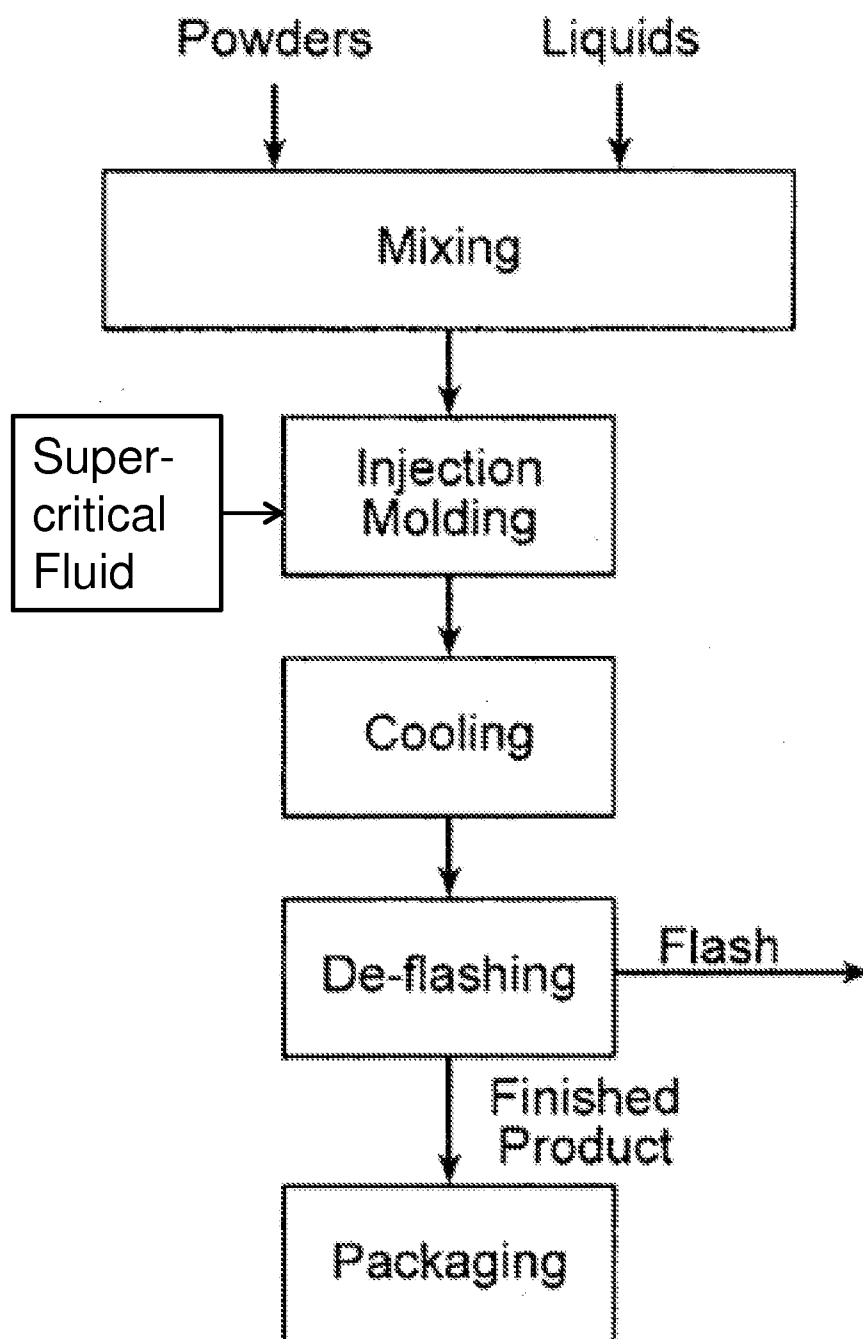 Powders Liquids
Mixing
Super-
critical
Fluid
Injection
Molding
Cooling
De-flashing
Flash
Finished
Product
Packaging